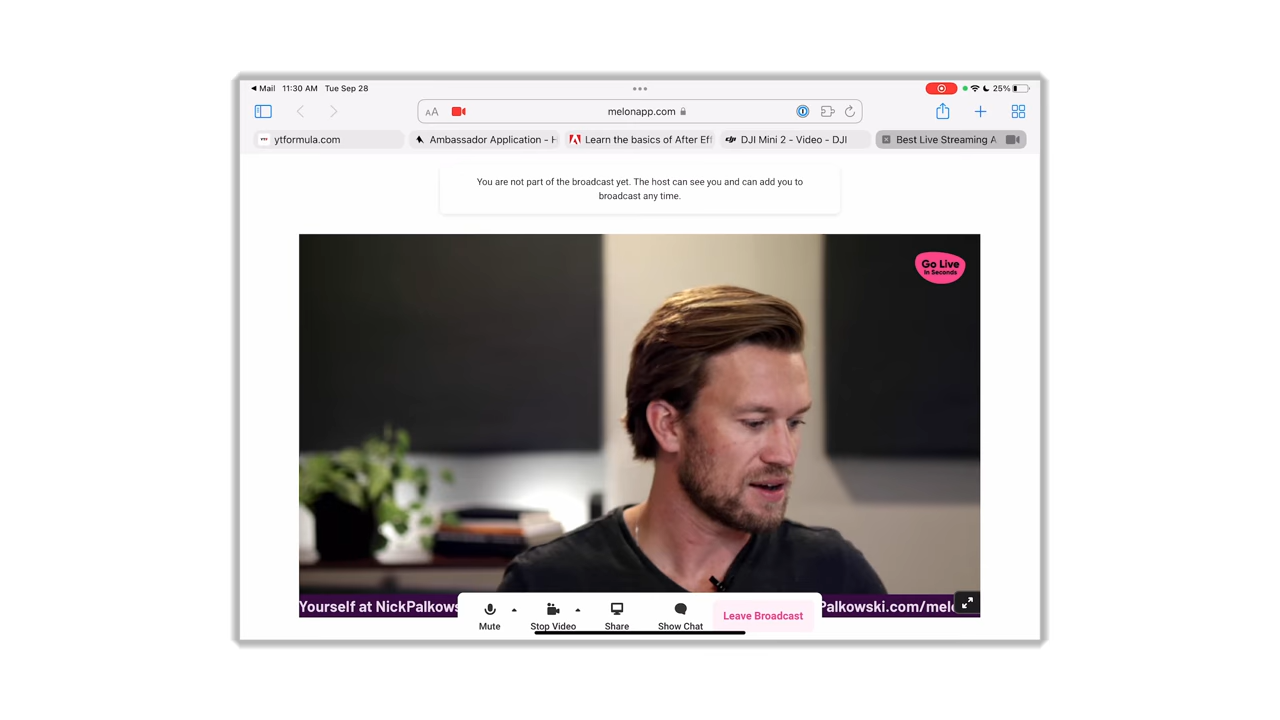 Mail 11:30 AM Tue Sep 28
25%
AA
melonapp.com
ytformula.com
Ambassador Application - H
Learn the basics of After Eff
DJI Mini 2 - Video - DJI
Best Live Streaming A
You are not part of the broadcast yet. The host can see you and can add you to
broadcast any time.
Go Live
In Seconds
Yourself at NickPalkows
Palkowski.com/melo
Mute
Stop Video
Share
Show Chat
Leave Broadcast